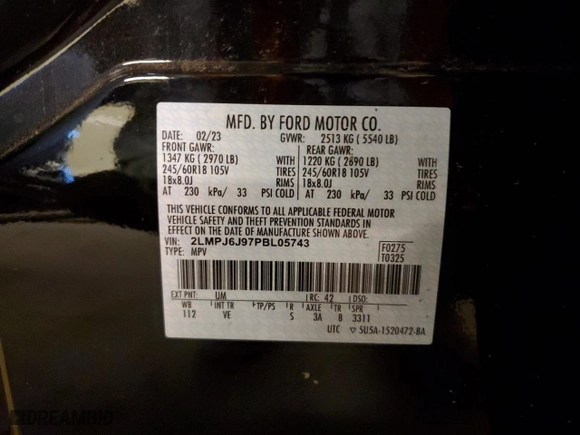 MFD. BY FORD MOTOR CO.
DATE: 02/23 GVWR: 2513 KG ( 5540 LB)
FRONT GAWR: REAR GAWR:
1347 KG ( 2970 LB) WITH 1220 KG ( 2690 LB) WITH
245/60R18 105V TIRES 245/60R18 105V TIRES
18x8.0J RIMS 18x8.0J RIMS
AT 230 kPa/ 33 PSI COLD AT 230 kPa/ 33 PSI COLD
THIS VEHICLE CONFORMS TO ALL APPLICABLE FEDERAL MOTOR
VEHICLE SAFETY AND THEFT PREVENTION STANDARDS IN
EFFECT ON THE DATE OF MANUFACTURE SHOWN ABOVE.
VIN: 2LMPJ6J97PBL05743 F0275
TYPE: MPV T0325
EXT PNT: UM RC: 42 DSO:
WB INT TR TP/PS R AXLE TR SPR
112 VE S 3A 8 3311
UTC ▽ SU5A-1520472-BA
DREAMBID